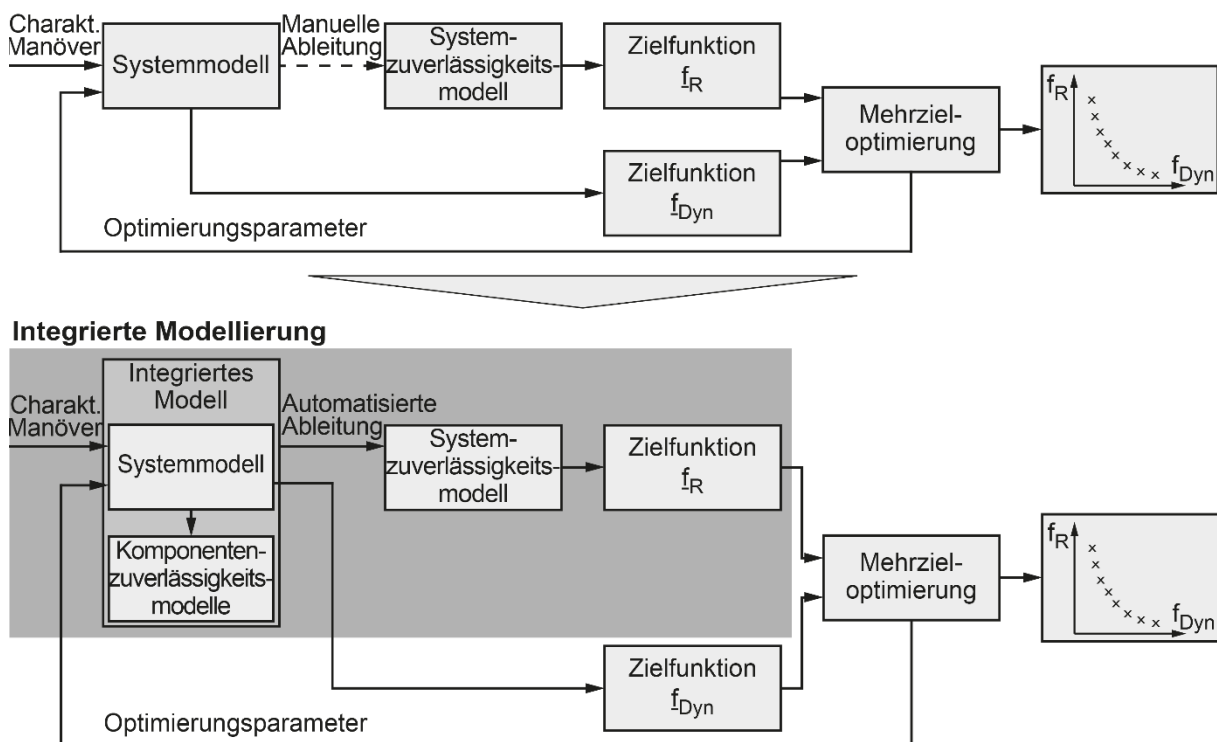 Charakt.
Manöver
Systemmodell
Manuelle
Ableitung
System-
zuverlässigkeits-
modell
Zielfunktion
f_R
Zielfunktion
f_Dyn
Mehrziel-
optimierung
f_R
f_Dyn
Optimierungsparameter
Integrierte Modellierung
Charakt.
Manöver
Integriertes
Modell
Systemmodell
Komponenten-
zuverlässigkeits-
modelle
Automatisierte
Ableitung
System-
zuverlässigkeits-
modell
Zielfunktion
f_R
Zielfunktion
f_Dyn
Mehrziel-
optimierung
f_R
f_Dyn
Optimierungsparameter